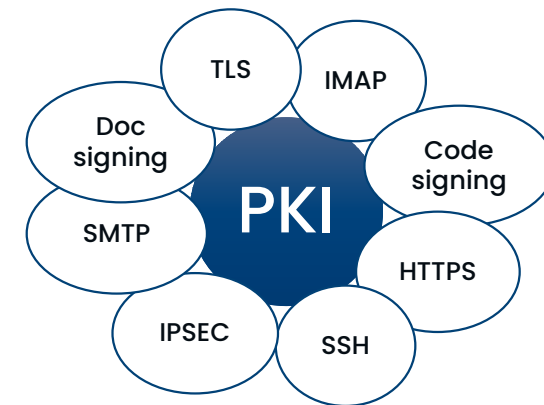 TLS
IMAP
Doc
signing
Code
signing
PKI
SMTP
HTTPS
IPSEC
SSH